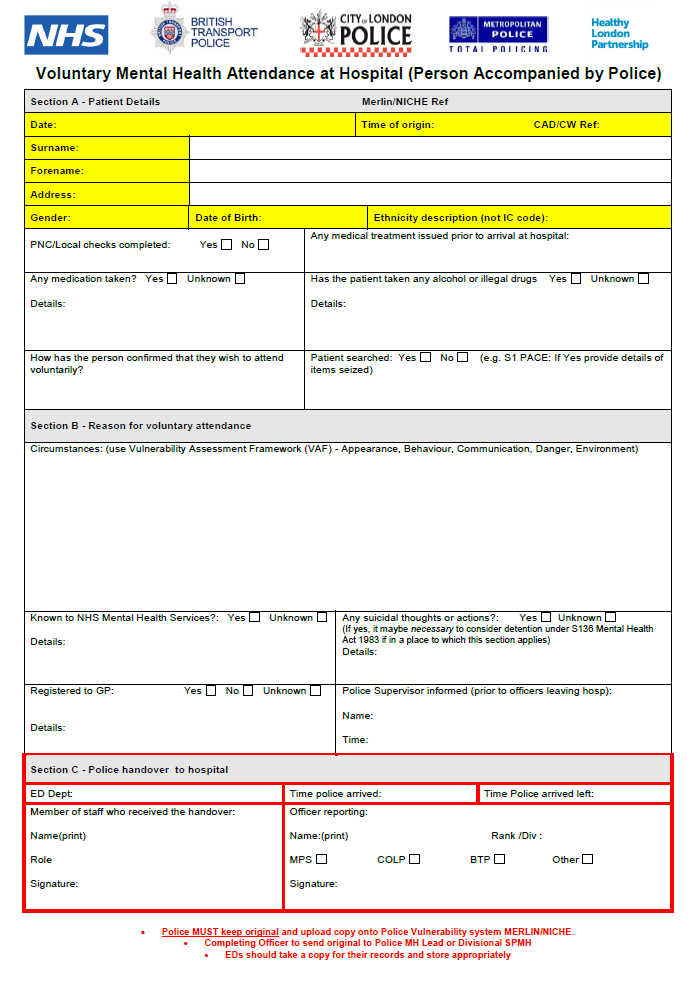 NHS
BRITISH
TRANSPORT
POLICE
CITY OF LONDON
POLICE
METROPOLITAN
POLICE
TOTAL POLICING
Healthy
London
Partnership
Voluntary Mental Health Attendance at Hospital (Person Accompanied by Police)
Section A - Patient Details Merlin/NICHE Ref
Date: Time of origin: CAD/CW Ref:
Surname:
Forename:
Address:
Gender: Date of Birth: Ethnicity description (not IC code):
PNC/Local checks completed: Yes No
Any medical treatment issued prior to arrival at hospital:
Any medication taken? Yes Unknown
Details:
Has the patient taken any alcohol or illegal drugs Yes Unknown
Details:
How has the person confirmed that they wish to attend
voluntarily?
Patient searched: Yes No (e.g. S1 PACE: If Yes provide details of
items seized)
Section B - Reason for voluntary attendance
Circumstances: (use Vulnerability Assessment Framework (VAF) - Appearance, Behaviour, Communication, Danger, Environment)
Known to NHS Mental Health Services?: Yes Unknown
Details:
Any suicidal thoughts or actions?: Yes Unknown
(If yes, it maybe necessary to consider detention under S136 Mental Health
Act 1983 if in a place to which this section applies)
Details:
Registered to GP: Yes No Unknown
Details:
Police Supervisor informed (prior to officers leaving hosp):
Name:
Time:
Section C - Police handover to hospital
ED Dept: Time police arrived: Time Police arrived left:
Member of staff who received the handover:
Name(print)
Role
Signature:
Officer reporting:
Name:(print) Rank /Div :
MPS COLP BTP Other
Signature:
• Police MUST keep original and upload copy onto Police Vulnerability system MERLIN/NICHE.
• Completing Officer to send original to Police MH Lead or Divisional SPMH
• EDs should take a copy for their records and store appropriately